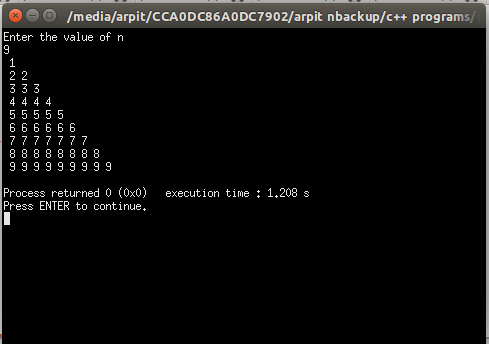 /media/arpit/CCA0DC86A0DC7902/arpit nbackup/c++ programs/
Enter the value of n
9
1
2 2
3 3 3
4 4 4 4
5 5 5 5 5
6 6 6 6 6 6
7 7 7 7 7 7 7
8 8 8 8 8 8 8 8
9 9 9 9 9 9 9 9 9
Process returned 0 (0x0)   execution time : 1.208 s
Press ENTER to continue.